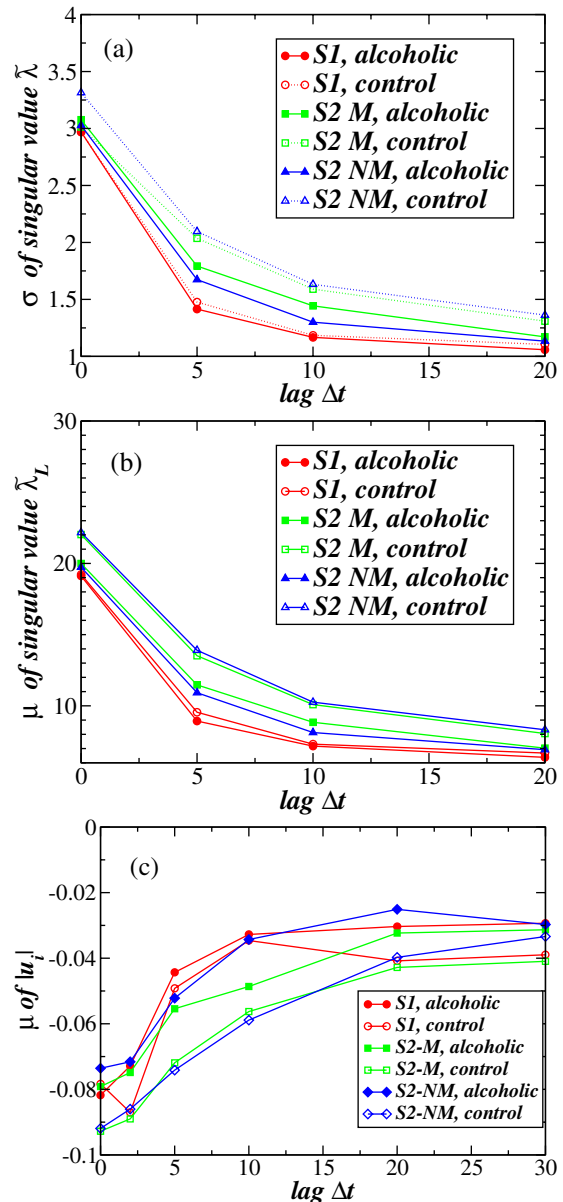 (a)
S1, alcoholic
S1, control
S2 M, alcoholic
S2 M, control
S2 NM, alcoholic
S2 NM, control
4
3.5
3
2.5
2
1.5
1
σ of singular value λ̃
0 5 10 15 20
lag Δt
(b)
S1, alcoholic
S1, control
S2 M, alcoholic
S2 M, control
S2 NM, alcoholic
S2 NM, control
30
20
10
μ of singular value λ̃_L
0 5 10 15 20
lag Δt
(c)
0
-0.02
-0.04
-0.06
-0.08
-0.1
μ of |u_i|
S1, alcoholic
S1, control
S2-M, alcoholic
S2-M, control
S2-NM, alcoholic
S2-NM, control
0 5 10 15 20 25 30
lag Δt